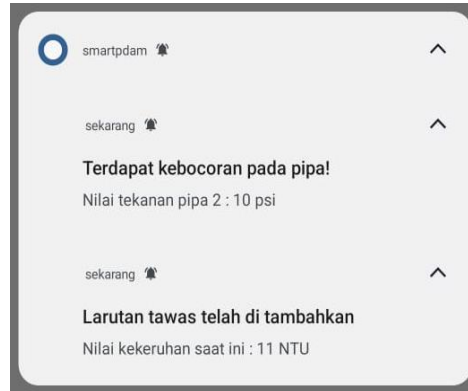 smartpdam
sekarang
Terdapat kebocoran pada pipa!
Nilai tekanan pipa 2 : 10 psi
sekarang
Larutan tawas telah di tambahkan
Nilai kekeruhan saat ini : 11 NTU